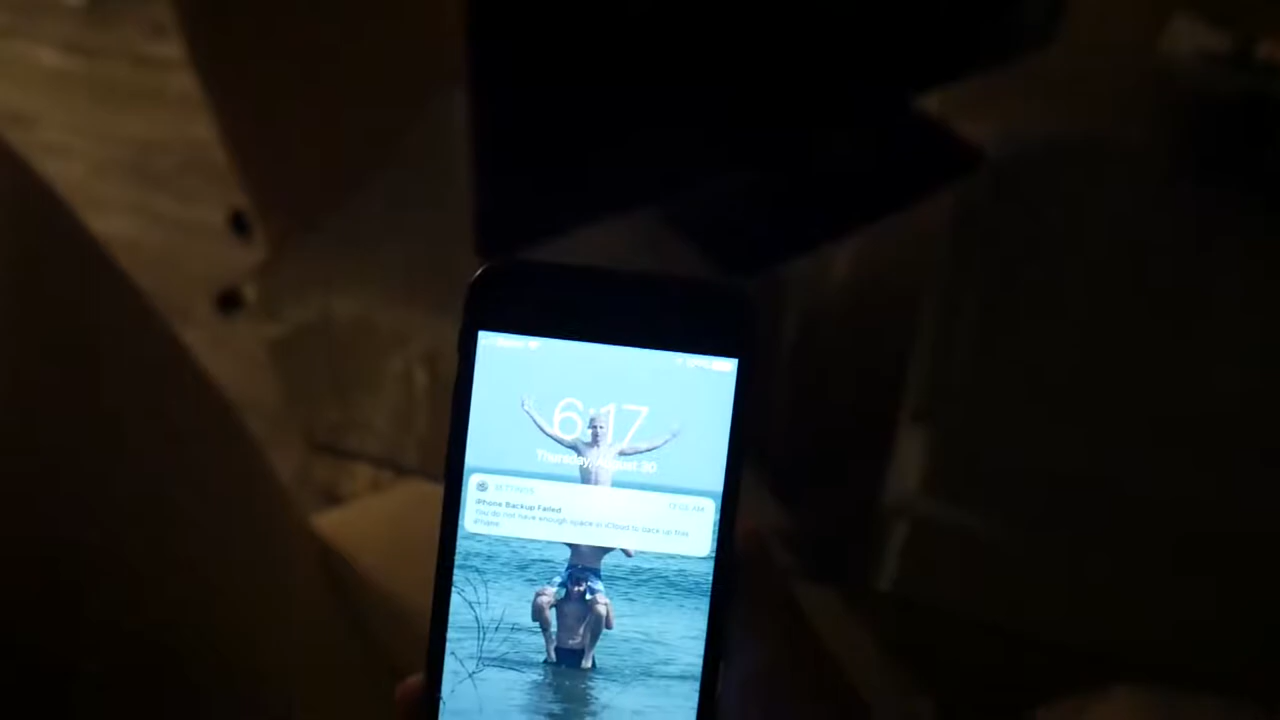 6:17
Thursday, August 30
SETTINGS
iPhone Backup Failed
You do not have enough space in iCloud to back up this
iPhone.